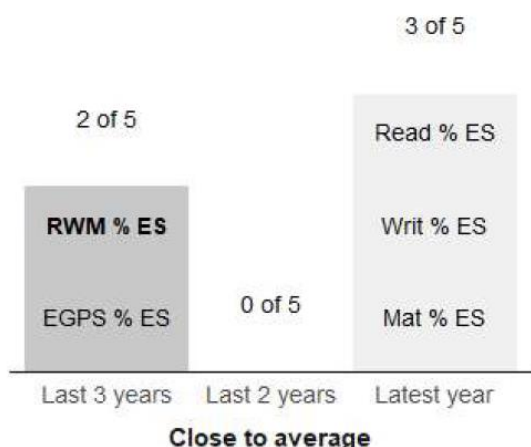 3 of 5
2 of 5
Read % ES
RWM % ES
Writ % ES
0 of 5
EGPS % ES
Mat % ES
Last 3 years
Last 2 years
Latest year
Close to average